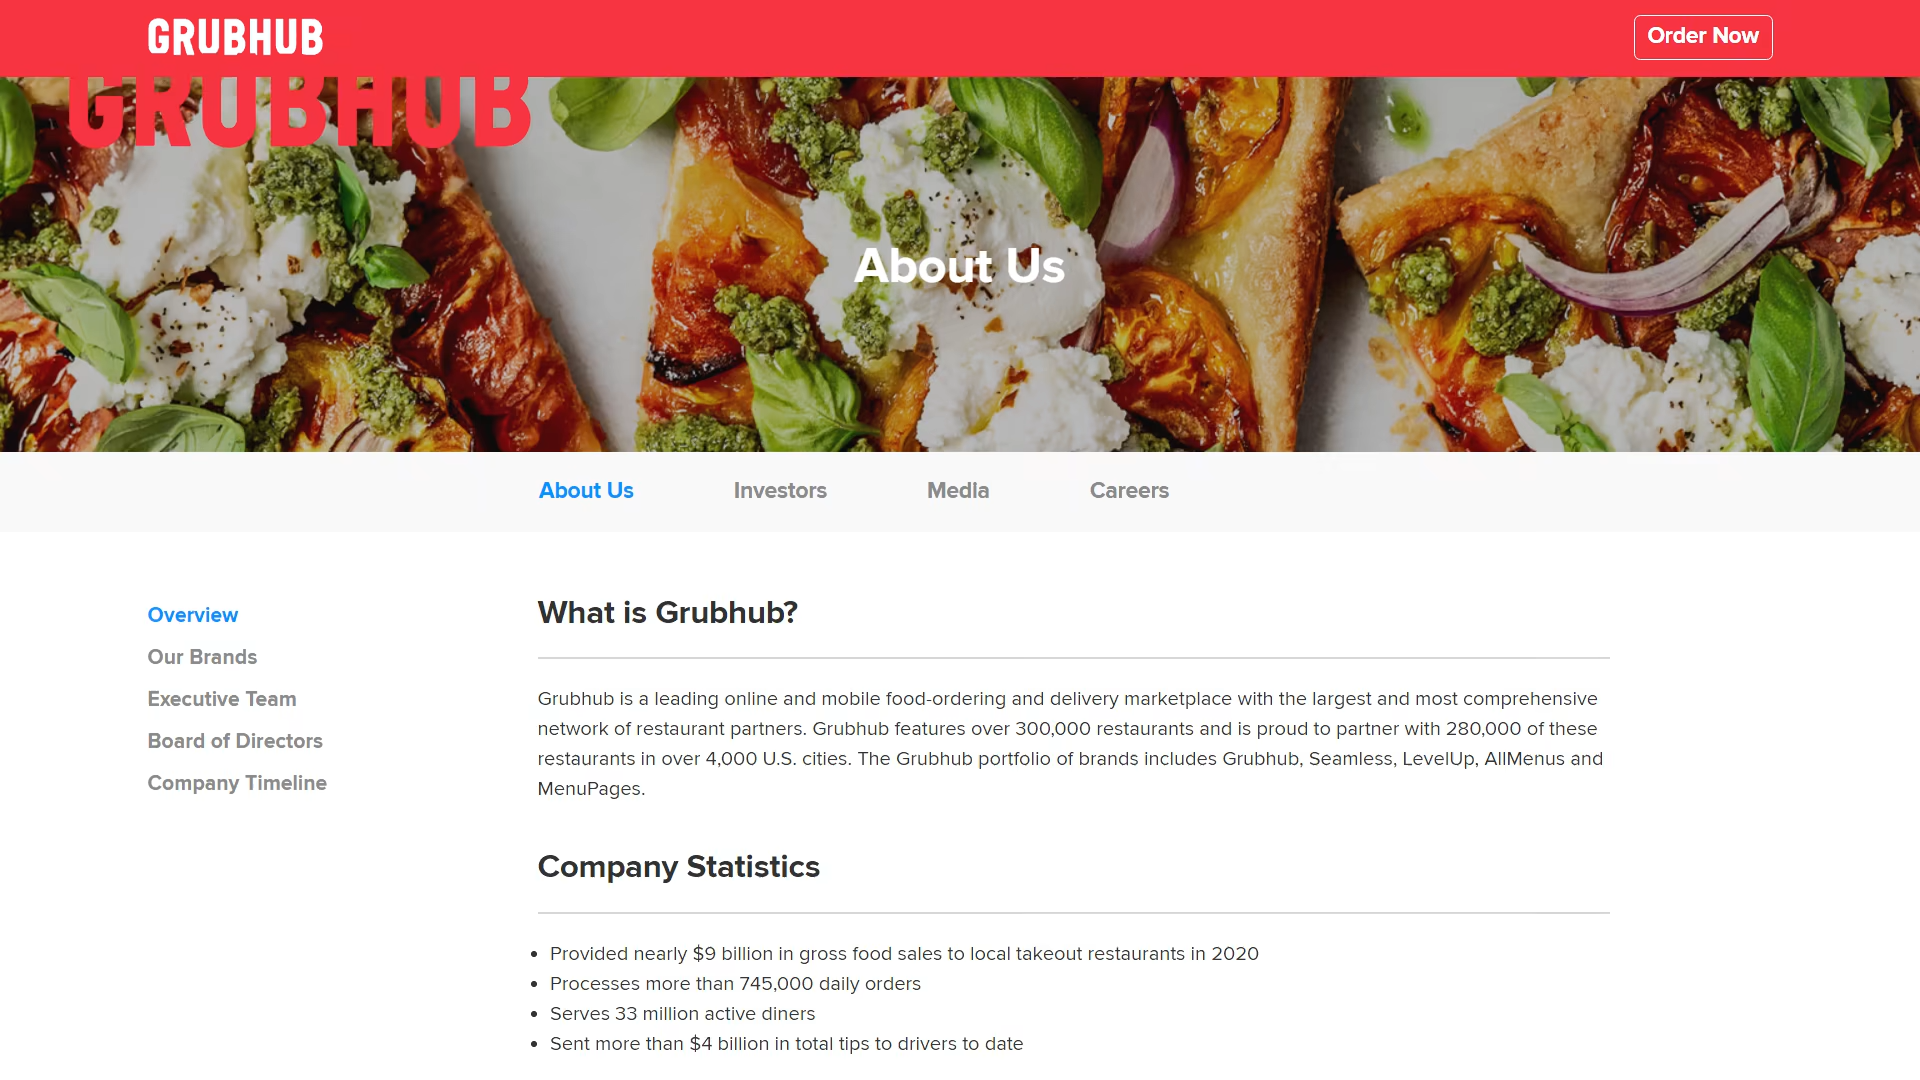 GRUBHUB
Order Now
GRUBHUB
About Us
About Us
Investors
Media
Careers
Overview
Our Brands
Executive Team
Board of Directors
Company Timeline
What is Grubhub?
Grubhub is a leading online and mobile food-ordering and delivery marketplace with the largest and most comprehensive
network of restaurant partners. Grubhub features over 300,000 restaurants and is proud to partner with 280,000 of these
restaurants in over 4,000 U.S. cities. The Grubhub portfolio of brands includes Grubhub, Seamless, LevelUp, AllMenus and
MenuPages.
Company Statistics
• Provided nearly $9 billion in gross food sales to local takeout restaurants in 2020
• Processes more than 745,000 daily orders
• Serves 33 million active diners
• Sent more than $4 billion in total tips to drivers to date